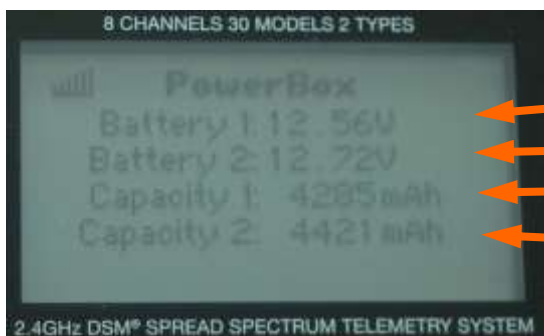 8 CHANNELS 30 MODELS 2 TYPES
PowerBox
Battery 1: 12.56V
Battery 2: 12.72V
Capacity 1: 4285mAh
Capacity 2: 4421mAh
2.4GHz DSM® SPREAD SPECTRUM TELEMETRY SYSTEM